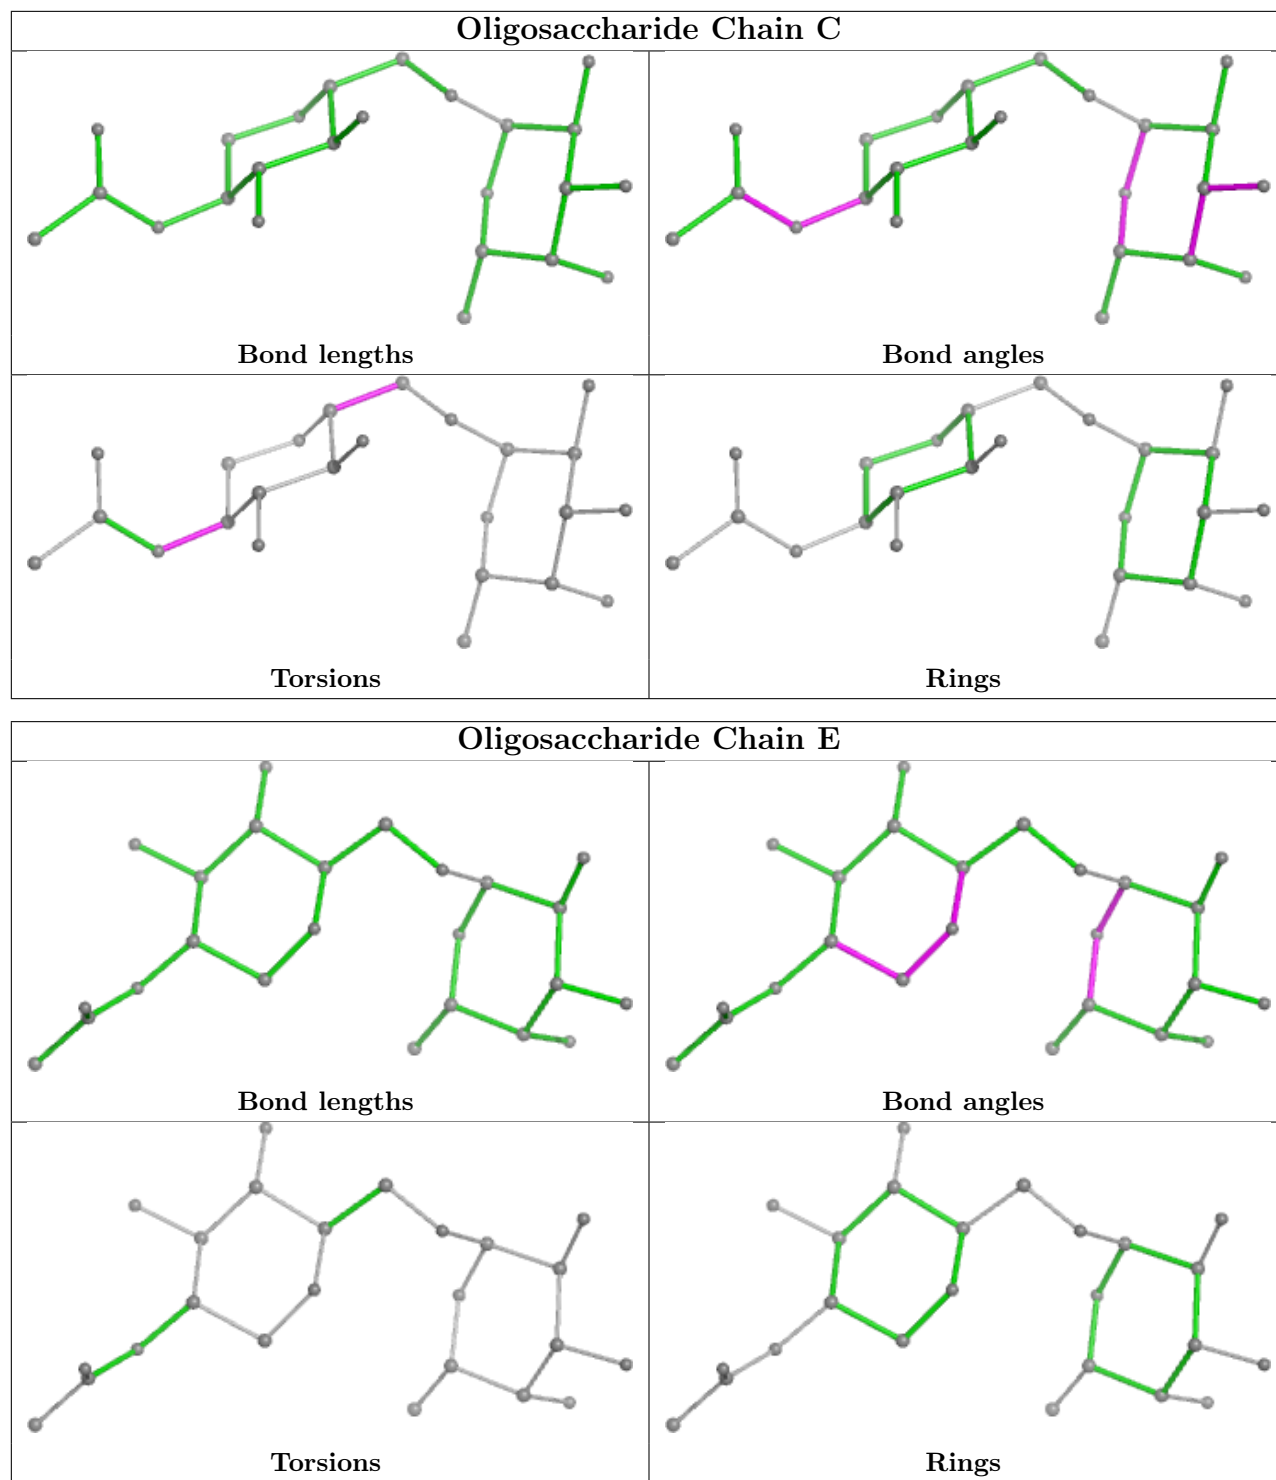 Oligosaccharide Chain C
Bond lengths
Bond angles
Torsions
Rings
Oligosaccharide Chain E
Bond lengths
Bond angles
Torsions
Rings